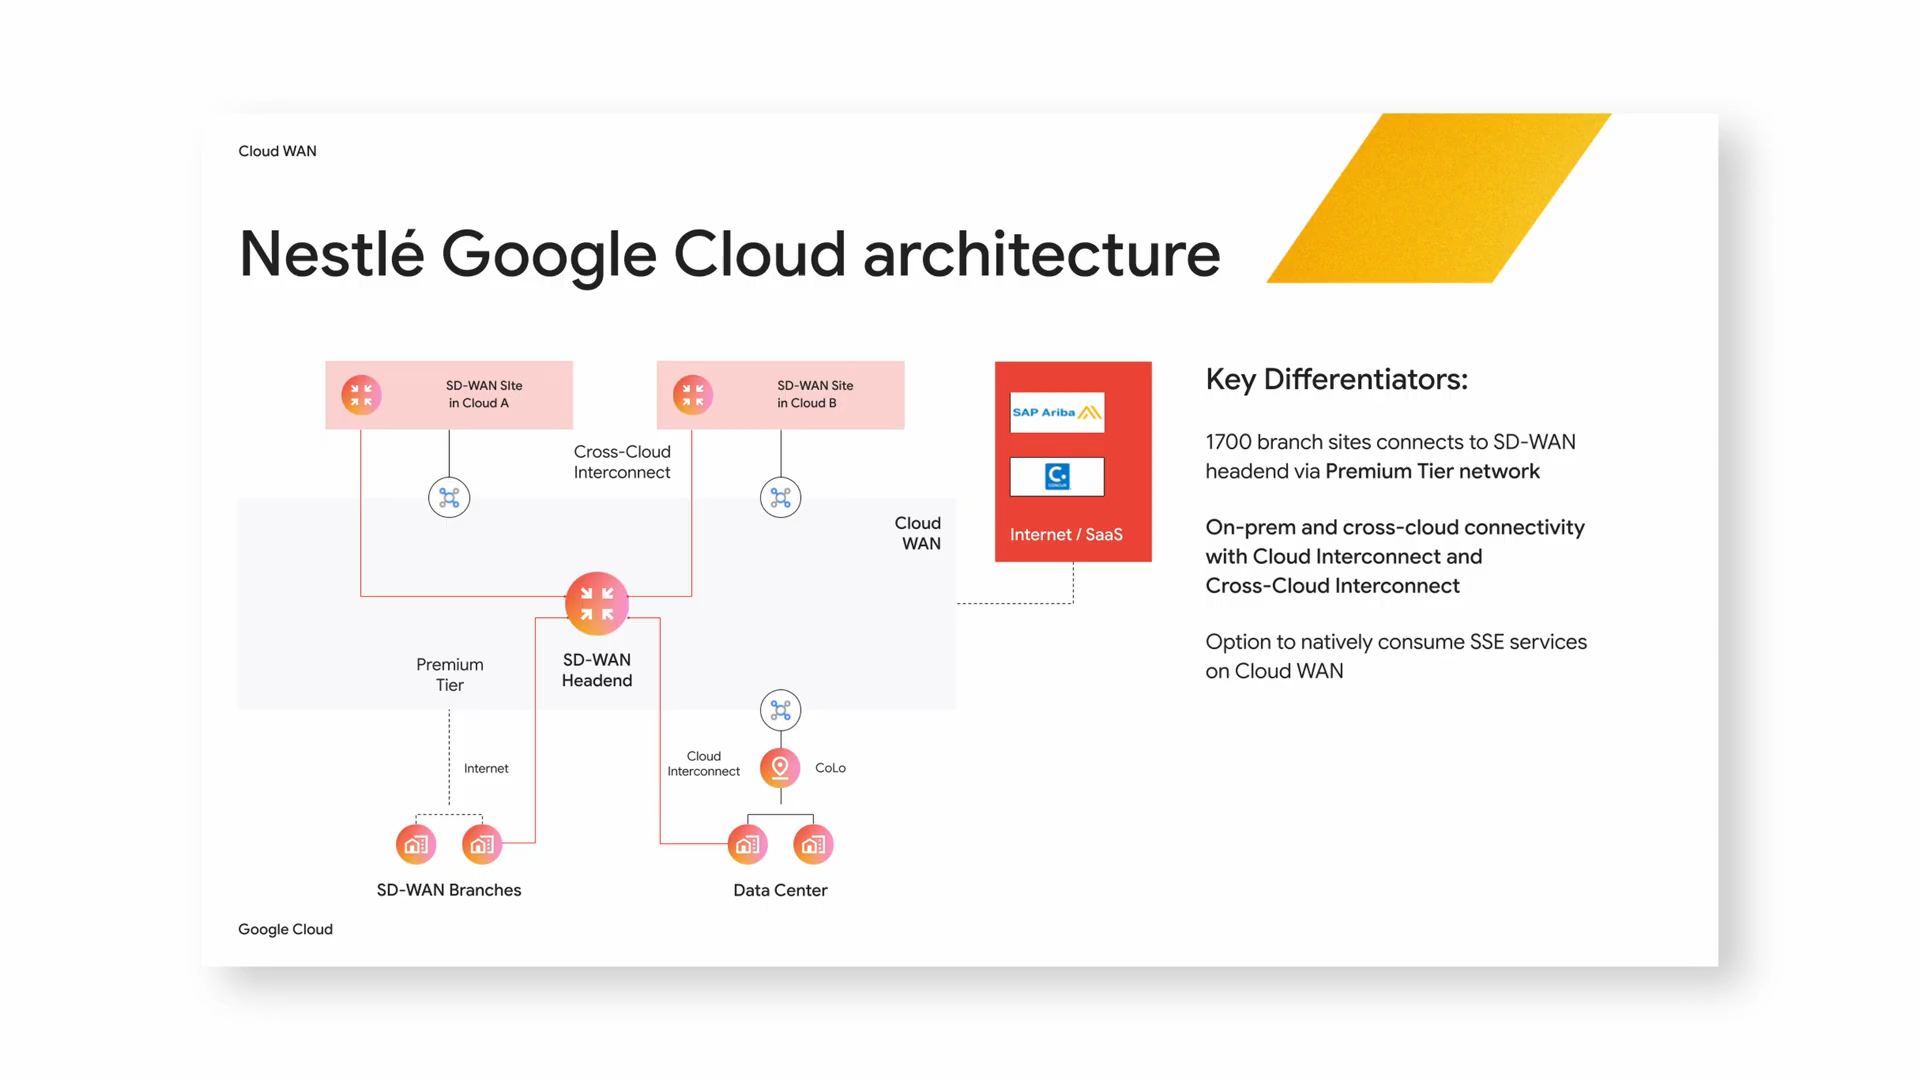 Cloud WAN
Nestlé Google Cloud architecture
SD-WAN SIte
in Cloud A
SD-WAN Site
in Cloud B
Cross-Cloud
Interconnect
Cloud
WAN
SAP Ariba
C.
CONCUR
Internet / SaaS
SD-WAN
Headend
Premium
Tier
Internet
Cloud
Interconnect
CoLo
SD-WAN Branches
Data Center
Key Differentiators:
1700 branch sites connects to SD-WAN
headend via Premium Tier network
On-prem and cross-cloud connectivity
with Cloud Interconnect and
Cross-Cloud Interconnect
Option to natively consume SSE services
on Cloud WAN
Google Cloud